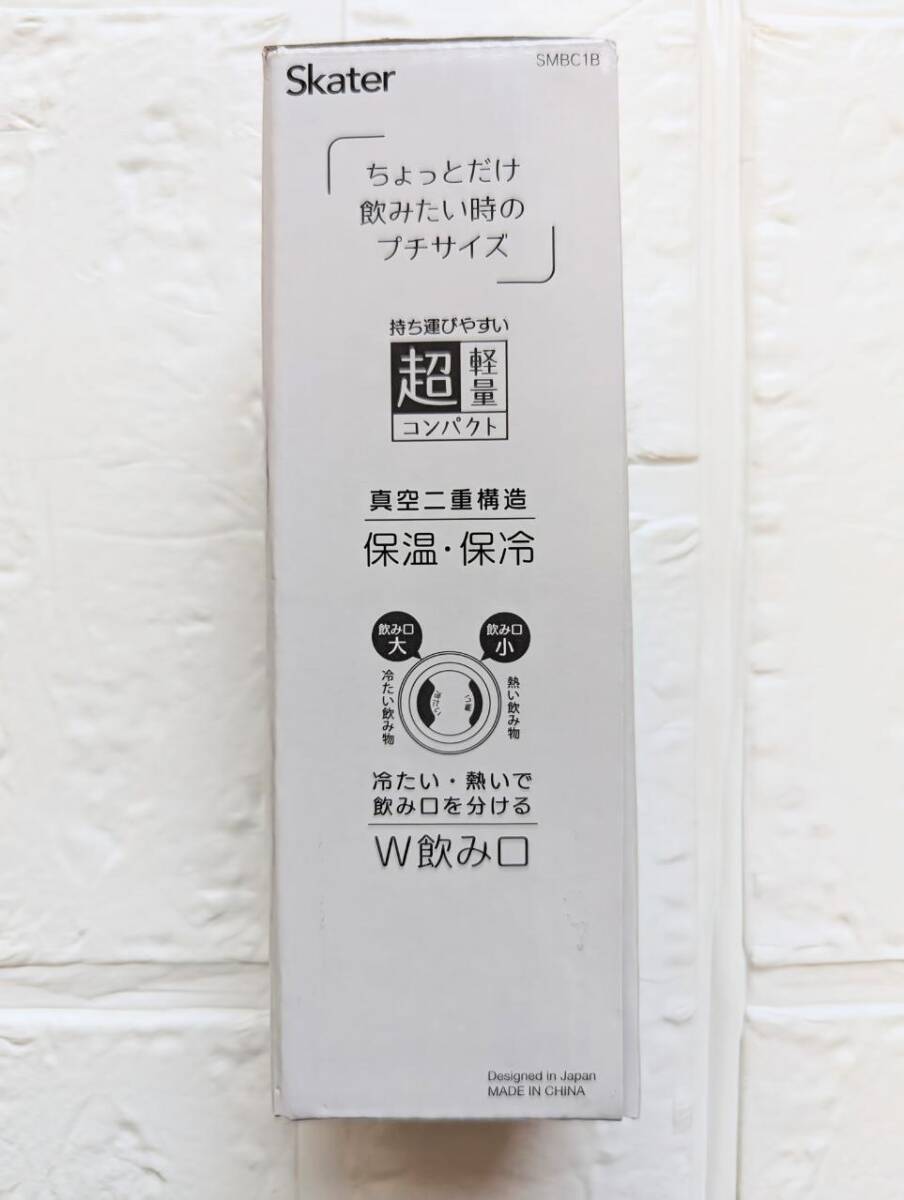 Skater
SMBC1B
ちょっとだけ
飲みたい時の
プチサイズ
持ち運びやすい
超軽量
コンパクト
真空二重構造
保温・保冷
飲み口
大
飲み口
小
冷たい飲み物
熱い飲み物
冷たい・熱いで
飲み口を分ける
W飲み口
Designed in Japan
MADE IN CHINA